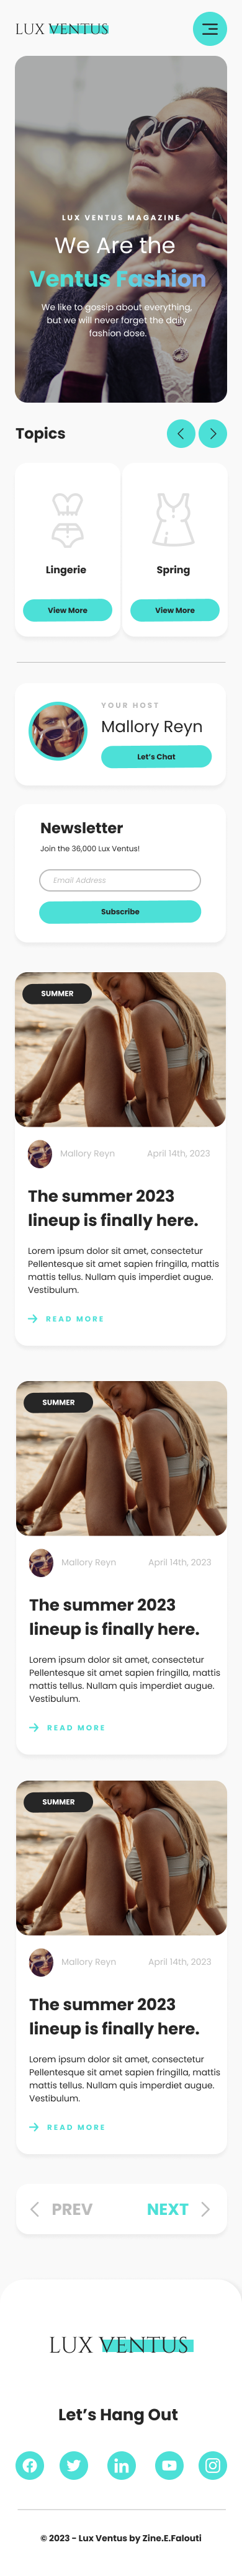 LUX VENTUS
LUX VENTUS MAGAZINE
We Are the
Ventus Fashion
We like to gossip about everything,
but we will never forget the daily
fashion dose.
Topics
Lingerie
Spring
View More
View More
YOUR HOST
Mallory Reyn
Let's Chat
Newsletter
Join the 36,000 Lux Ventus!
Email Address
Subscribe
SUMMER
Mallory Reyn
April 14th, 2023
The summer 2023
lineup is finally here.
Lorem ipsum dolor sit amet, consectetur
Pellentesque sit amet sapien fringilla, mattis
mattis tellus. Nullam quis imperdiet augue.
Vestibulum.
READ MORE
SUMMER
Mallory Reyn
April 14th, 2023
The summer 2023
lineup is finally here.
Lorem ipsum dolor sit amet, consectetur
Pellentesque sit amet sapien fringilla, mattis
mattis tellus. Nullam quis imperdiet augue.
Vestibulum.
READ MORE
SUMMER
Mallory Reyn
April 14th, 2023
The summer 2023
lineup is finally here.
Lorem ipsum dolor sit amet, consectetur
Pellentesque sit amet sapien fringilla, mattis
mattis tellus. Nullam quis imperdiet augue.
Vestibulum.
READ MORE
PREV
NEXT
LUX VENTUS
Let's Hang Out
© 2023 - Lux Ventus by Zine.E.Falouti